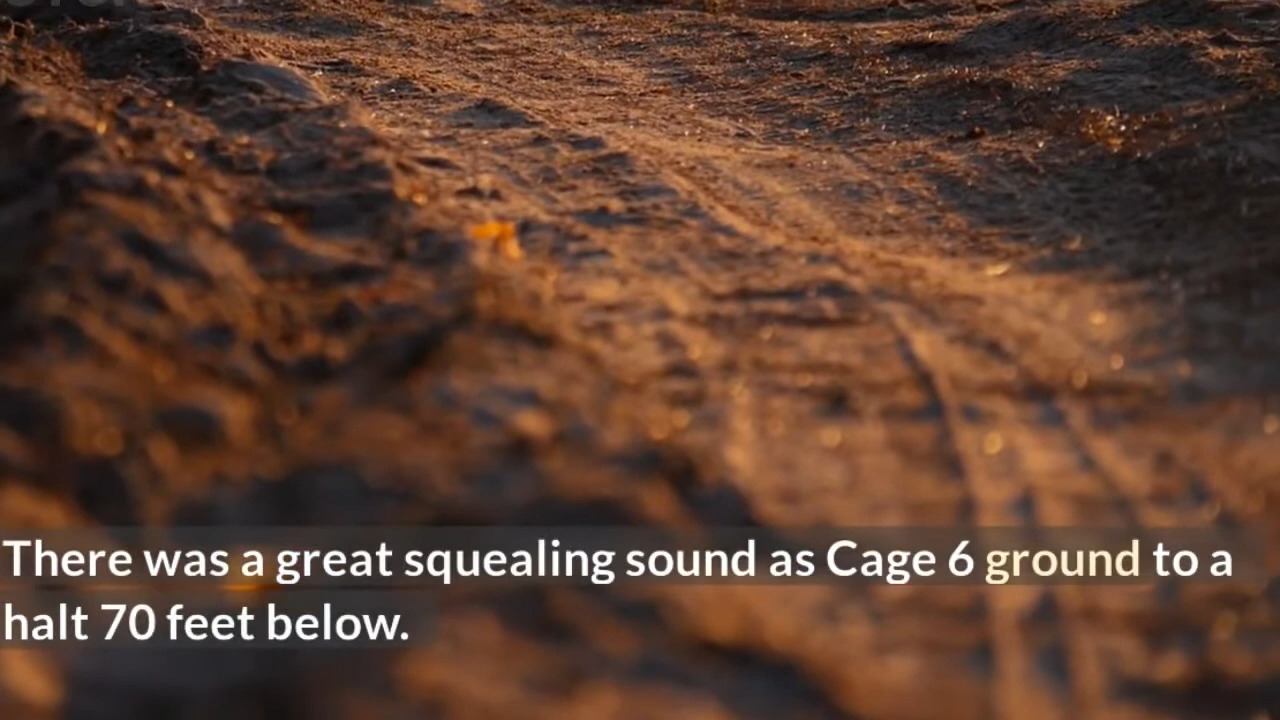 There was a great squealing sound as Cage 6 ground to a
halt 70 feet below.